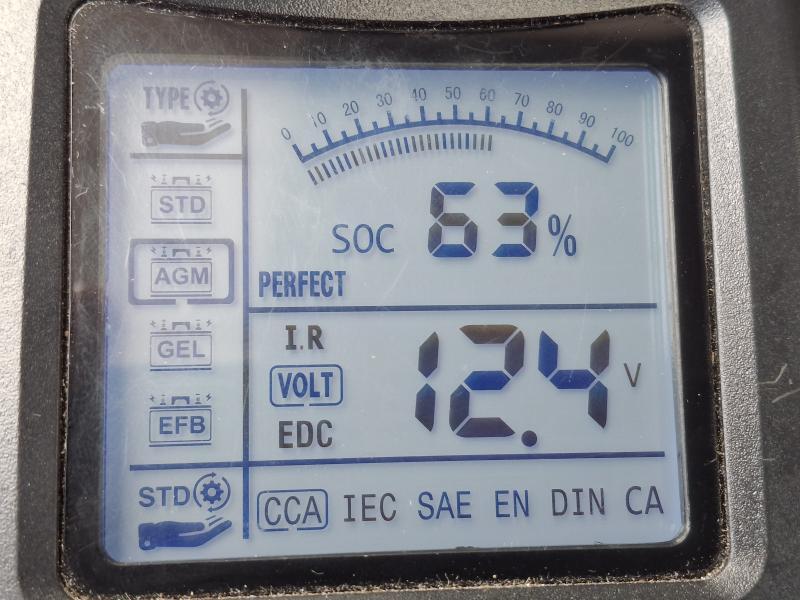 TYPE
0 10 20 30 40 50 60 70 80 90 100
STD
SOC 63%
AGM
PERFECT
I.R
GEL
VOLT 12.4 V
EFB
EDC
STD
CCA IEC SAE EN DIN CA